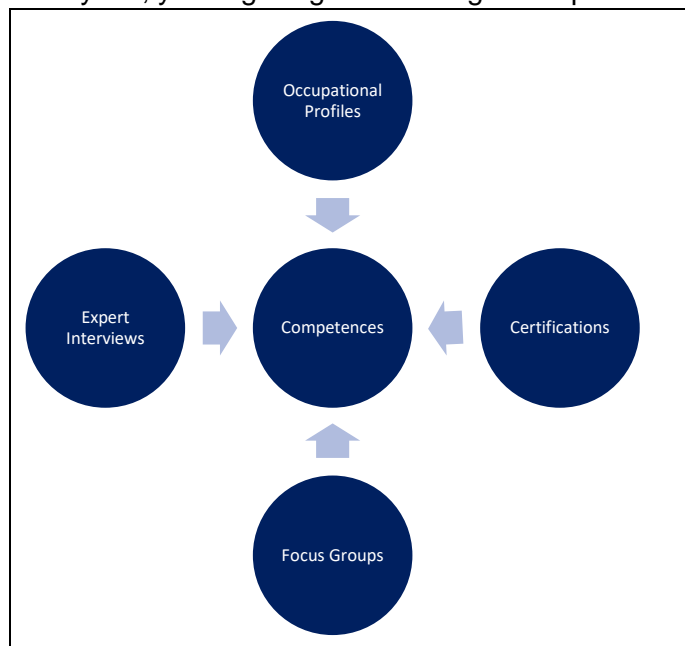 Occupational
Profiles
Expert
Interviews
Competences
Certifications
Focus Groups